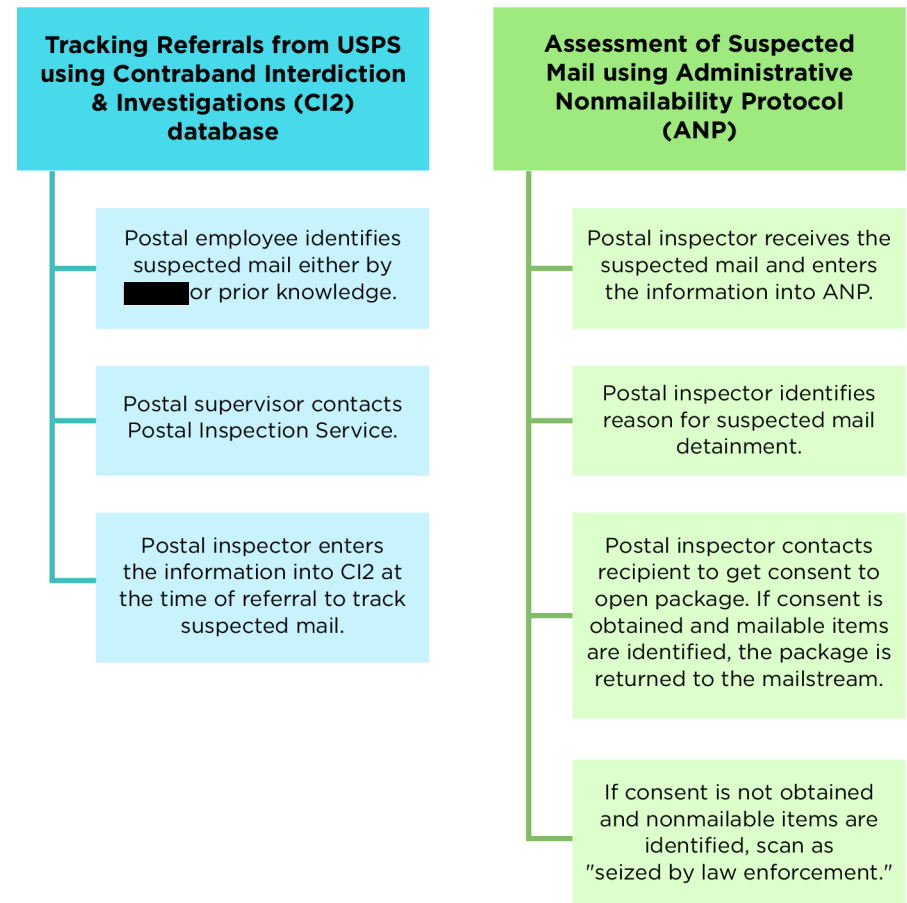 Tracking Referrals from USPS
using Contraband Interdiction
& Investigations (CI2)
database
Postal employee identifies
suspected mail either by
or prior knowledge.
Postal supervisor contacts
Postal Inspection Service.
Postal inspector enters
the information into CI2 at
the time of referral to track
suspected mail.
Assessment of Suspected
Mail using Administrative
Nonmailability Protocol
(ANP)
Postal inspector receives the
suspected mail and enters
the information into ANP.
Postal inspector identifies
reason for suspected mail
detainment.
Postal inspector contacts
recipient to get consent to
open package. If consent is
obtained and mailable items
are identified, the package is
returned to the mailstream.
If consent is not obtained
and nonmailable items are
identified, scan as
"seized by law enforcement."